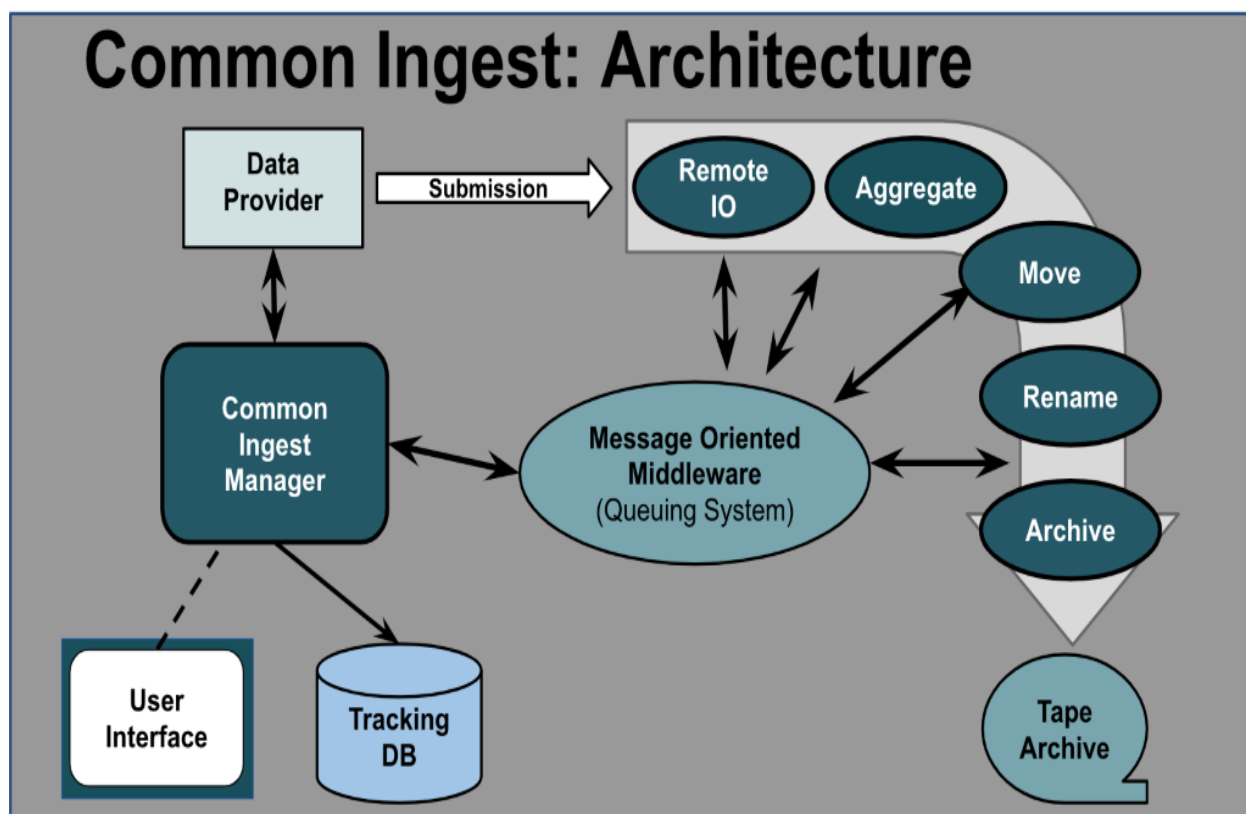 Common Ingest: Architecture
Data
Provider
Submission
Remote
IO
Aggregate
Move
Common
Ingest
Manager
Message Oriented
Middleware
(Queuing System)
Rename
Archive
User
Interface
Tracking
DB
Tape
Archive